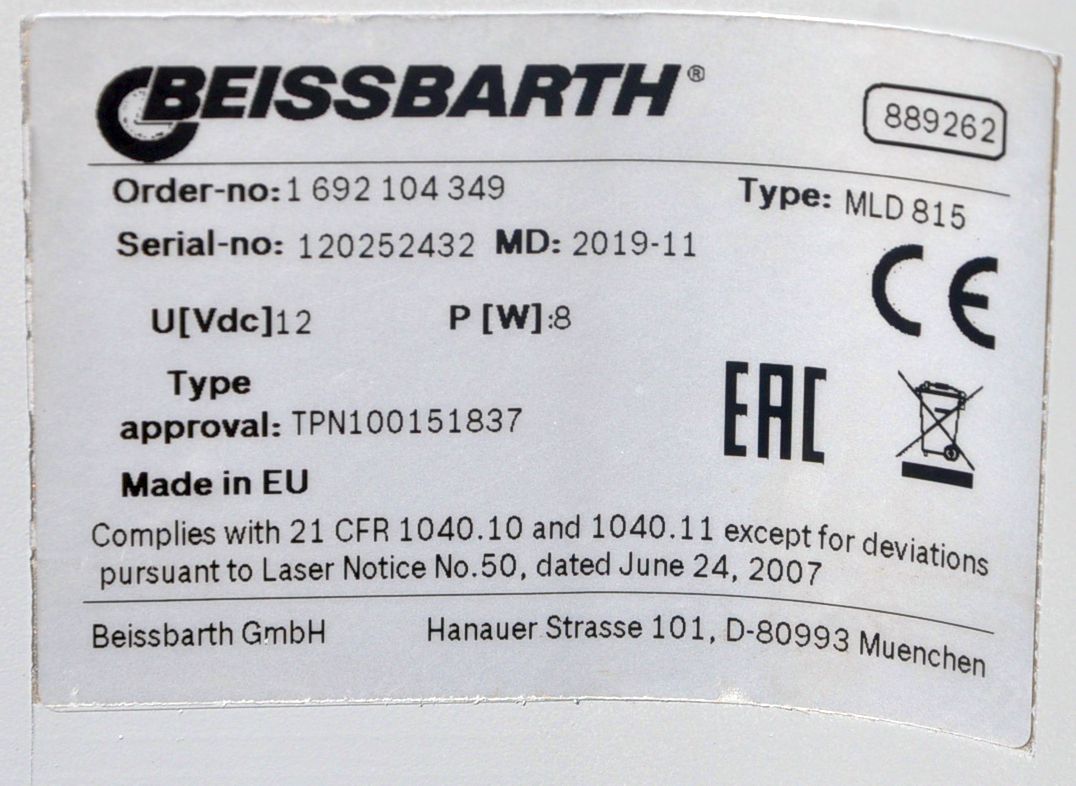 BEISSBARTH®
889262
Order-no: 1 692 104 349
Type: MLD 815
Serial-no: 120252432 MD: 2019-11
CE
U[Vdc]12 P [W]:8
Type
approval: TPN100151837
EAC
Made in EU
Complies with 21 CFR 1040.10 and 1040.11 except for deviations
pursuant to Laser Notice No.50, dated June 24, 2007
Beissbarth GmbH Hanauer Strasse 101, D-80993 Muenchen